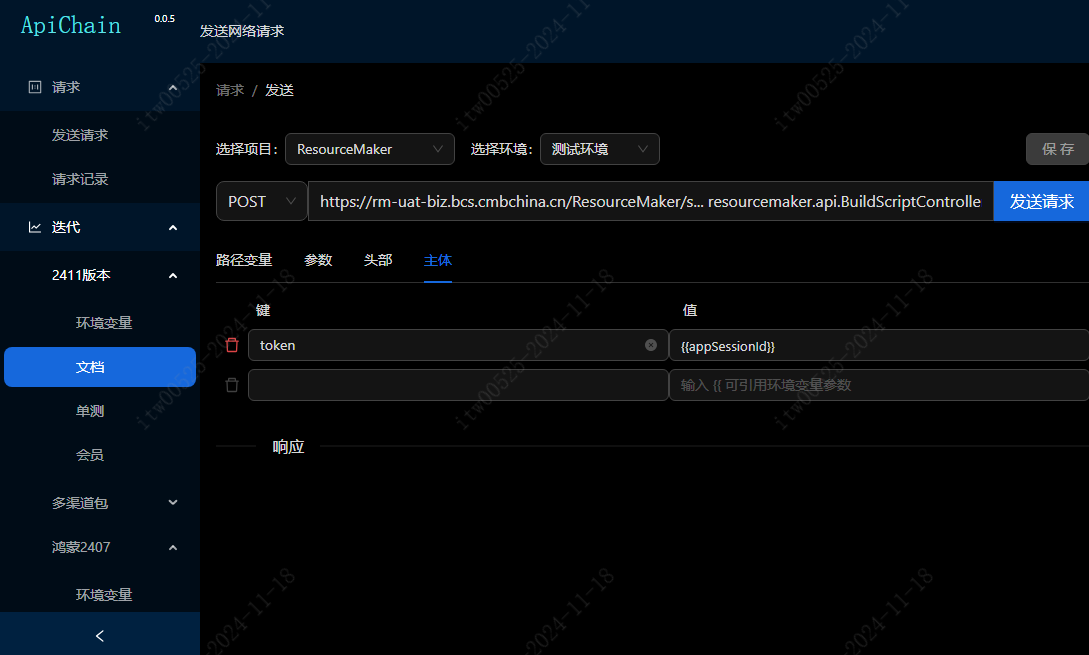 ApiChain 0.0.5
发送网络请求
请求
发送请求
请求记录
迭代
2411版本
环境变量
文档
单测
会员
多渠道包
鸿蒙2407
环境变量
请求 / 发送
选择项目： ResourceMaker 选择环境： 测试环境 保 存
POST https://rm-uat-biz.bcs.cmbchina.cn/ResourceMaker/s... resourcemaker.api.BuildScriptControlle 发送请求
路径变量 参数 头部 主体
键 值
token {{appSessionId}}
输入 {{ 可引用环境变量参数
响应
itw00525-2024-11-18